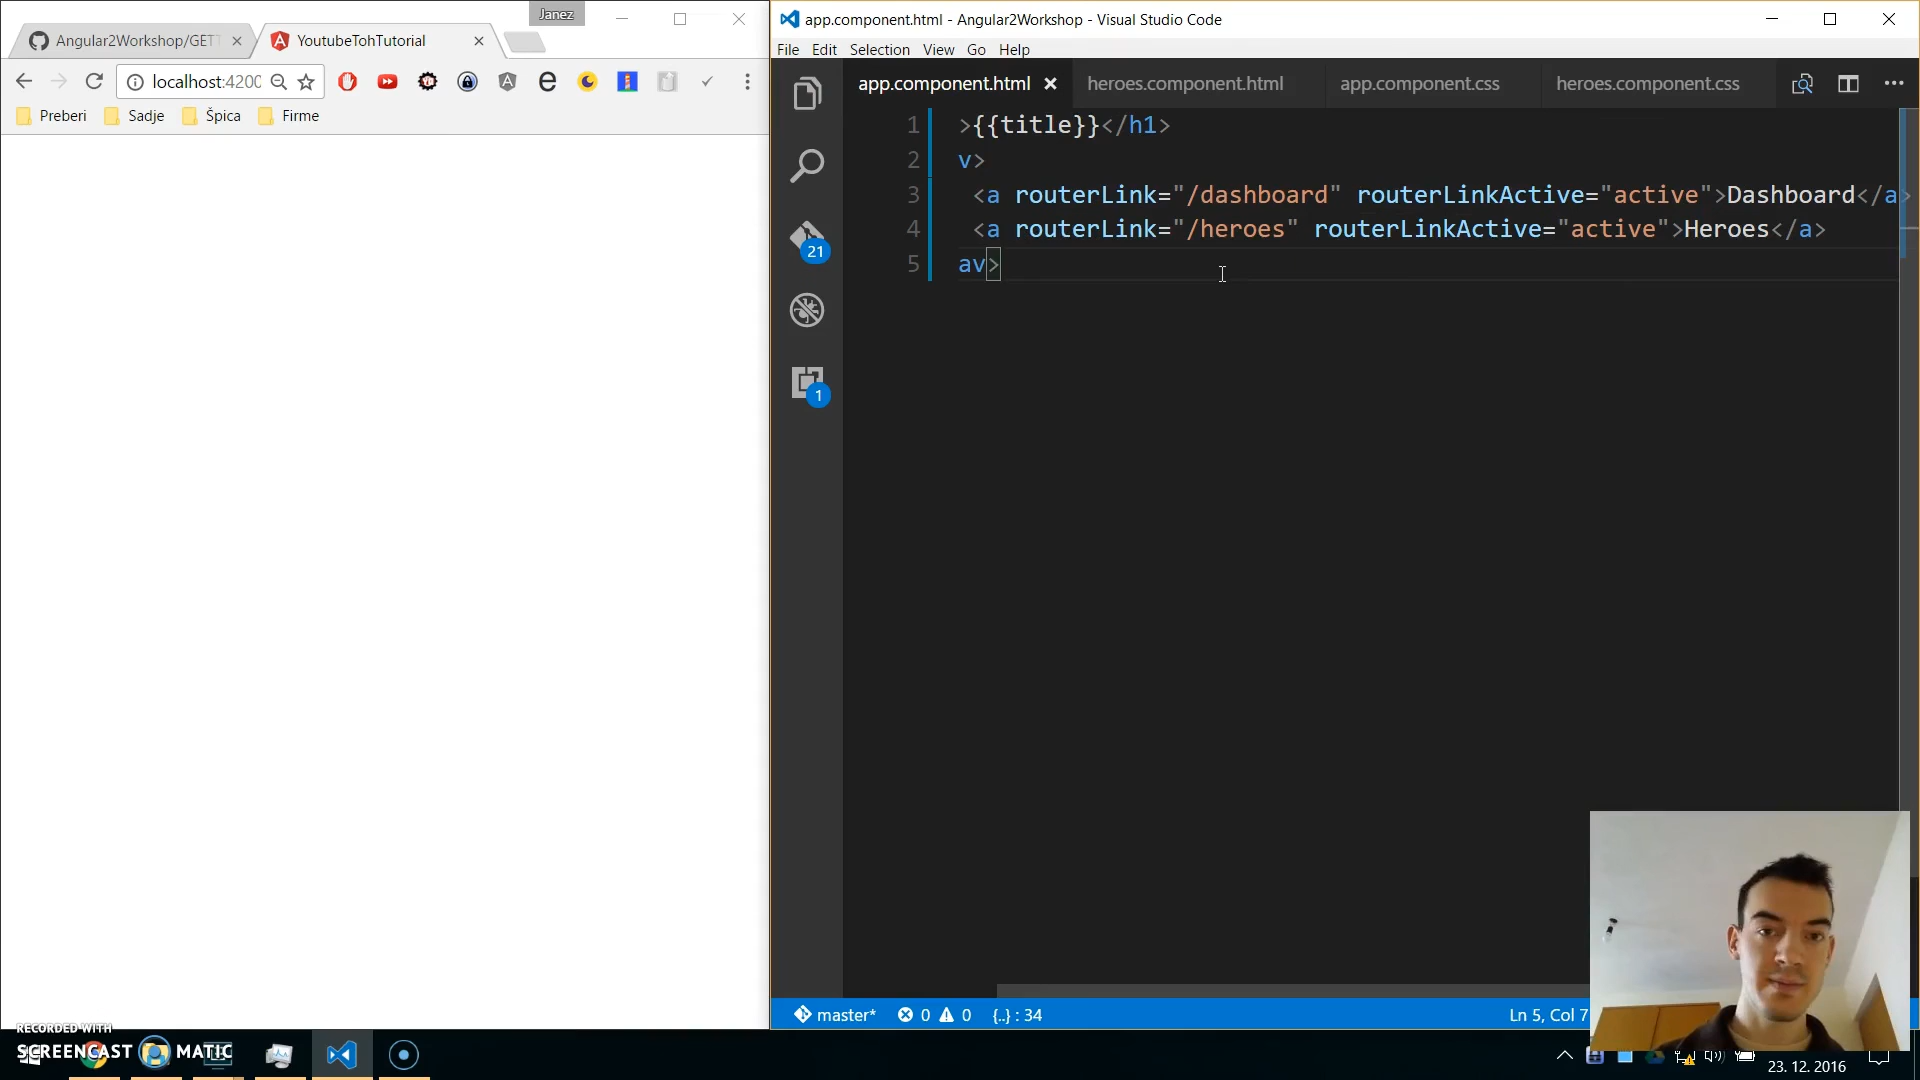 Janez
Angular2Workshop/GET
YoutubeTohTutorial
localhost:4200
Preberi
Sadje
Špica
Firme
app.component.html - Angular2Workshop - Visual Studio Code
File Edit Selection View Go Help
app.component.html
heroes.component.html
app.component.css
heroes.component.css
21
1
1 >{{title}}</h1>
2 v>
3 <a routerLink="/dashboard" routerLinkActive="active">Dashboard</a>
4 <a routerLink="/heroes" routerLinkActive="active">Heroes</a>
5 av>
master* 0 0 {..} : 34
Ln 5, Col 7
RECORDED WITH
SCREENCAST MATIC
23. 12. 2016